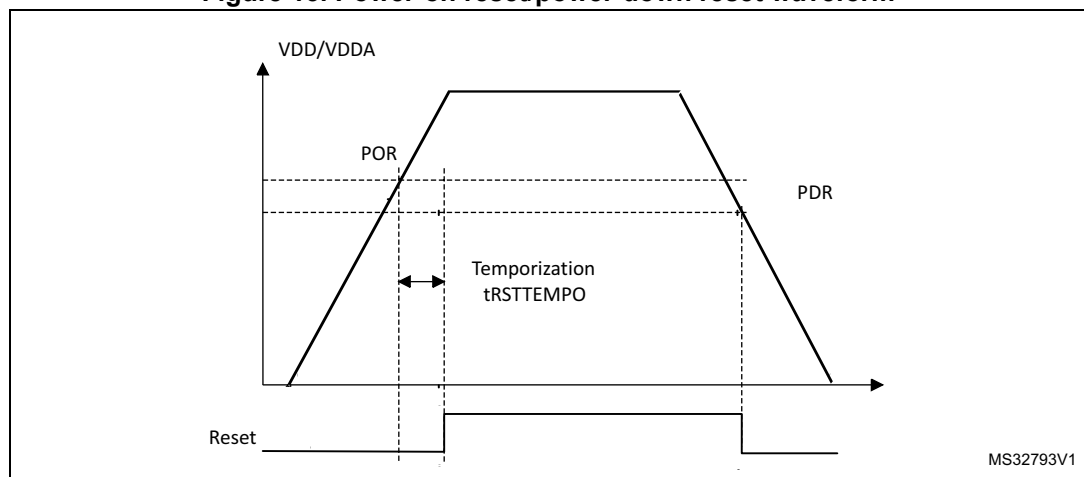 VDD/VDDA
POR
PDR
Temporization
tRSTTEMPO
Reset
MS32793V1